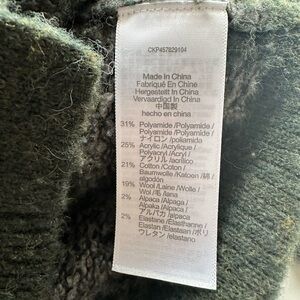 CKP457829104
Made In China
Fabriqué En Chine
Hergestellt In China
Vervaardigd In China
中国製
hecho en china
31% Polyamide /Polyamide /
Polyamide /Polyamide /
ナイロン /poliamida
25% Acrylic /Acrylique /
Polyacryl /Acryl /
アクリル /acrílico
21% Cotton /Coton /
Baumwolle /Katoen /綿/
algodón
19% Wool /Laine /Wolle /
Wol /毛 /lana
2% Alpaca /Alpaga /
Alpaka /Alpaca /
アルパカ /alpaca
2% Elastane /Elasthanne /
Elastan /Elastaan /ポリ
ウレタン /elastano